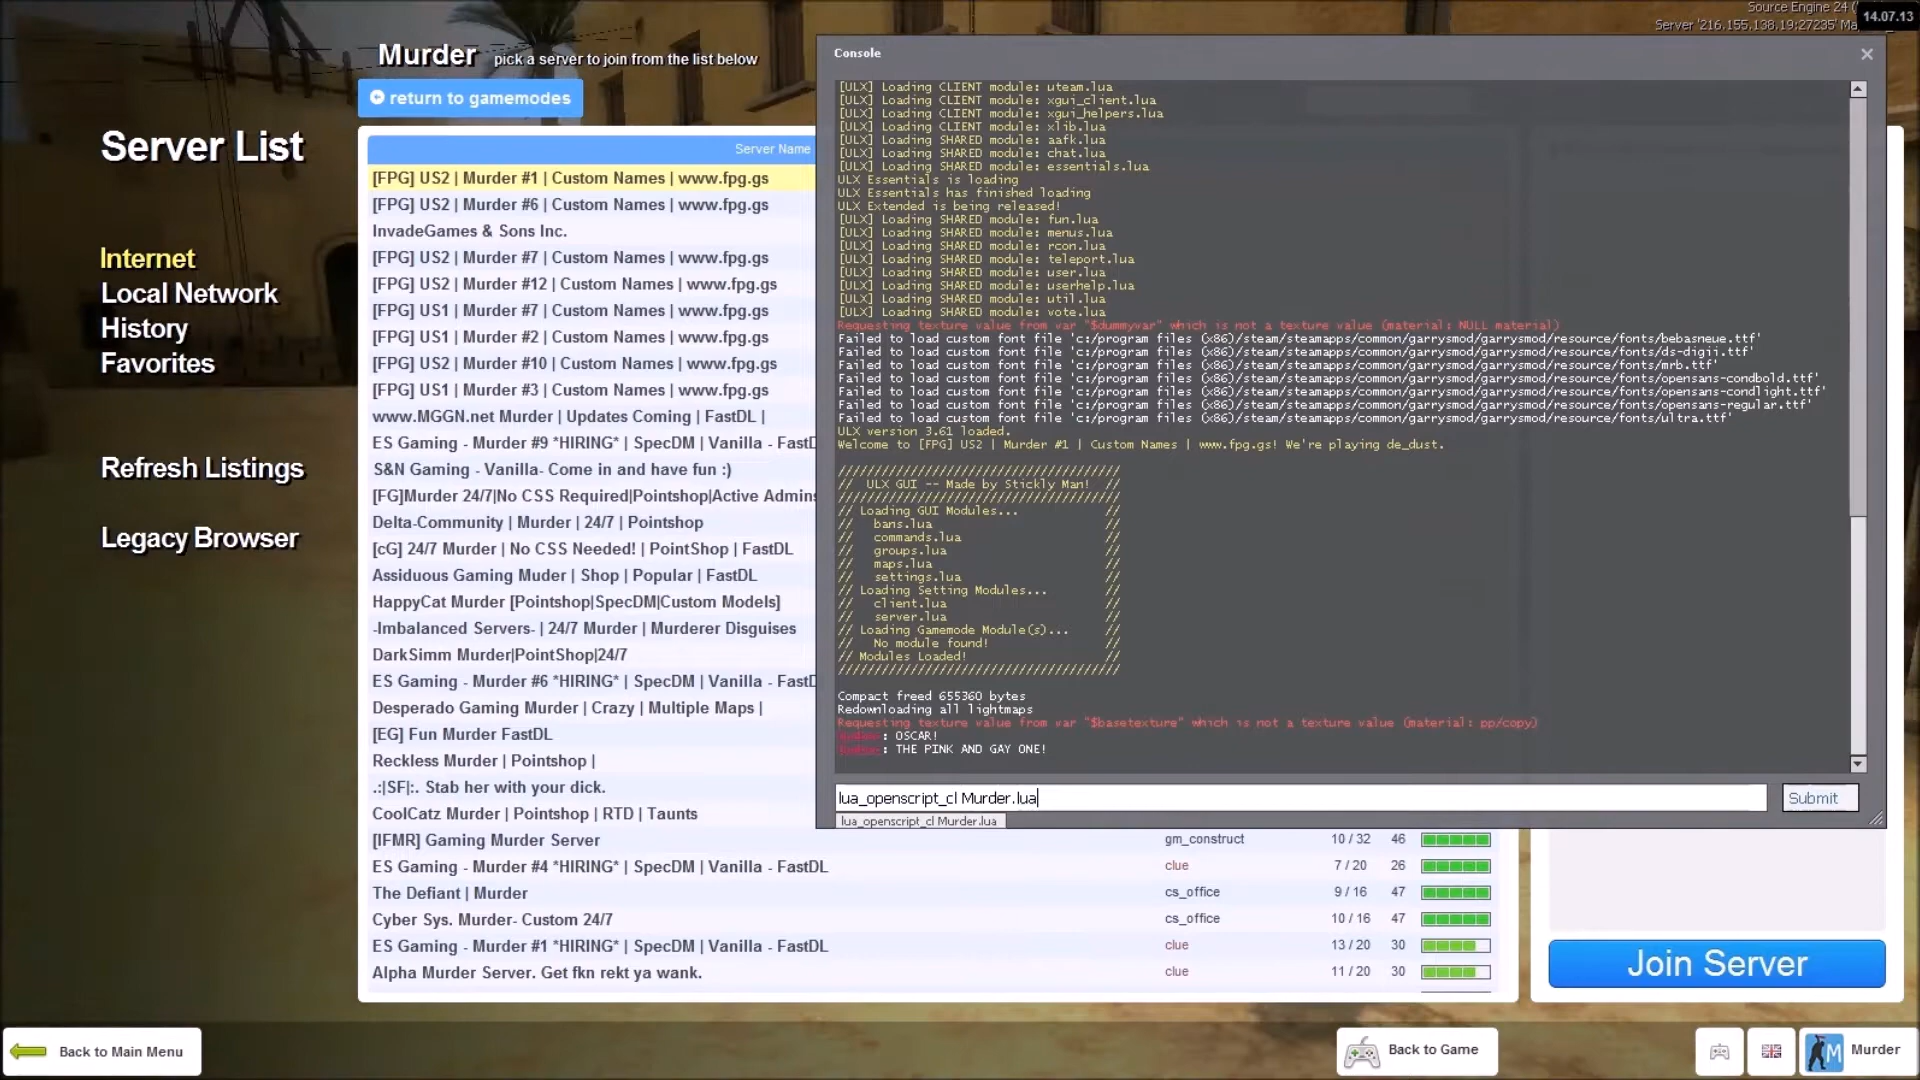 Source Engine 24 (
14.07.13
Server '216.155.138.19:27235' Ma
Murder pick a server to join from the list below
return to gamemodes
Server List
Internet
Local Network
History
Favorites
Refresh Listings
Legacy Browser
Server Name
[FPG] US2 | Murder #1 | Custom Names | www.fpg.gs
[FPG] US2 | Murder #6 | Custom Names | www.fpg.gs
InvadeGames & Sons Inc.
[FPG] US2 | Murder #7 | Custom Names | www.fpg.gs
[FPG] US2 | Murder #12 | Custom Names | www.fpg.gs
[FPG] US1 | Murder #7 | Custom Names | www.fpg.gs
[FPG] US1 | Murder #2 | Custom Names | www.fpg.gs
[FPG] US2 | Murder #10 | Custom Names | www.fpg.gs
[FPG] US1 | Murder #3 | Custom Names | www.fpg.gs
www.MGGN.net Murder | Updates Coming | FastDL |
ES Gaming - Murder #9 *HIRING* | SpecDM | Vanilla - FastD
S&N Gaming - Vanilla- Come in and have fun :)
[FG]Murder 24/7|No CSS Required|Pointshop|Active Admins
Delta-Community | Murder | 24/7 | Pointshop
[cG] 24/7 Murder | No CSS Needed! | PointShop | FastDL
Assiduous Gaming Muder | Shop | Popular | FastDL
HappyCat Murder [Pointshop|SpecDM|Custom Models]
-Imbalanced Servers- | 24/7 Murder | Murderer Disguises
DarkSimm Murder|PointShop|24/7
ES Gaming - Murder #6 *HIRING* | SpecDM | Vanilla - FastD
Desperado Gaming Murder | Crazy | Multiple Maps |
[EG] Fun Murder FastDL
Reckless Murder | Pointshop |
.:|SF|:. Stab her with your dick.
CoolCatz Murder | Pointshop | RTD | Taunts
[IFMR] Gaming Murder Server gm_construct 10 / 32 46
ES Gaming - Murder #4 *HIRING* | SpecDM | Vanilla - FastDL clue 7 / 20 26
The Defiant | Murder cs_office 9 / 16 47
Cyber Sys. Murder- Custom 24/7 cs_office 10 / 16 47
ES Gaming - Murder #1 *HIRING* | SpecDM | Vanilla - FastDL clue 13 / 20 30
Alpha Murder Server. Get fkn rekt ya wank. clue 11 / 20 30
Console
[ULX] Loading CLIENT module: uteam.lua
[ULX] Loading CLIENT module: xgui_client.lua
[ULX] Loading CLIENT module: xgui_helpers.lua
[ULX] Loading CLIENT module: xlib.lua
[ULX] Loading SHARED module: aafk.lua
[ULX] Loading SHARED module: chat.lua
[ULX] Loading SHARED module: essentials.lua
ULX Essentials is loading
ULX Essentials has finished loading
ULX Extended is being released!
[ULX] Loading SHARED module: fun.lua
[ULX] Loading SHARED module: menus.lua
[ULX] Loading SHARED module: rcon.lua
[ULX] Loading SHARED module: teleport.lua
[ULX] Loading SHARED module: user.lua
[ULX] Loading SHARED module: userhelp.lua
[ULX] Loading SHARED module: util.lua
[ULX] Loading SHARED module: vote.lua
Requesting texture value from var "$dummyvar" which is not a texture value (material: NULL material)
Failed to load custom font file 'c:/program files (x86)/steam/steamapps/common/garrysmod/garrysmod/resource/fonts/bebasneue.ttf'
Failed to load custom font file 'c:/program files (x86)/steam/steamapps/common/garrysmod/garrysmod/resource/fonts/ds-digii.ttf'
Failed to load custom font file 'c:/program files (x86)/steam/steamapps/common/garrysmod/garrysmod/resource/fonts/mrb.ttf'
Failed to load custom font file 'c:/program files (x86)/steam/steamapps/common/garrysmod/garrysmod/resource/fonts/opensans-condbold.ttf'
Failed to load custom font file 'c:/program files (x86)/steam/steamapps/common/garrysmod/garrysmod/resource/fonts/opensans-condlight.ttf'
Failed to load custom font file 'c:/program files (x86)/steam/steamapps/common/garrysmod/garrysmod/resource/fonts/opensans-regular.ttf'
Failed to load custom font file 'c:/program files (x86)/steam/steamapps/common/garrysmod/garrysmod/resource/fonts/ultra.ttf'
ULX version 3.61 loaded.
Welcome to [FPG] US2 | Murder #1 | Custom Names | www.fpg.gs! We're playing de_dust.
///////////////////////////////////////
// ULX GUI -- Made by Stickly Man! //
///////////////////////////////////////
// Loading GUI Modules... //
// bans.lua //
// commands.lua //
// groups.lua //
// maps.lua //
// settings.lua //
// Loading Setting Modules... //
// client.lua //
// server.lua //
// Loading Gamemode Module(s)... //
// No module found! //
// Modules Loaded! //
///////////////////////////////////////
Compact freed 655360 bytes
Redownloading all lightmaps
Requesting texture value from var "$basetexture" which is not a texture value (material: pp/copy)
: OSCAR!
: THE PINK AND GAY ONE!
lua_openscript_cl Murder.lua
Submit
lua_openscript_cl Murder.lua
Join Server
Back to Main Menu
Back to Game
M
Murder